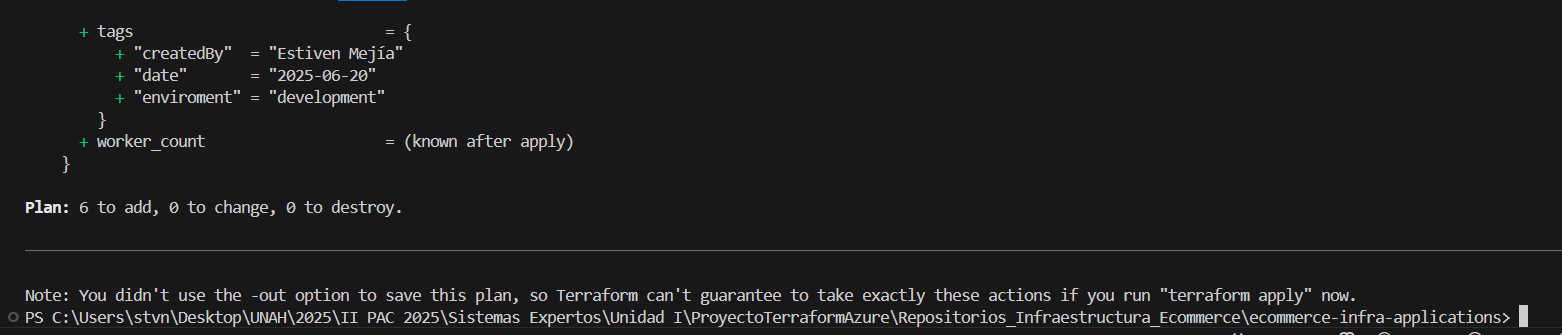 + tags = {
+ "createdBy" = "Estiven Mejía"
+ "date" = "2025-06-20"
+ "enviroment" = "development"
}
+ worker_count = (known after apply)
}
Plan: 6 to add, 0 to change, 0 to destroy.
Note: You didn't use the -out option to save this plan, so Terraform can't guarantee to take exactly these actions if you run "terraform apply" now.
PS C:\Users\stvn\Desktop\UNAH\2025\II PAC 2025\Sistemas Expertos\Unidad I\ProyectoTerraformAzure\Repositorios_Infraestructura_Ecommerce\ecommerce-infra-applications>